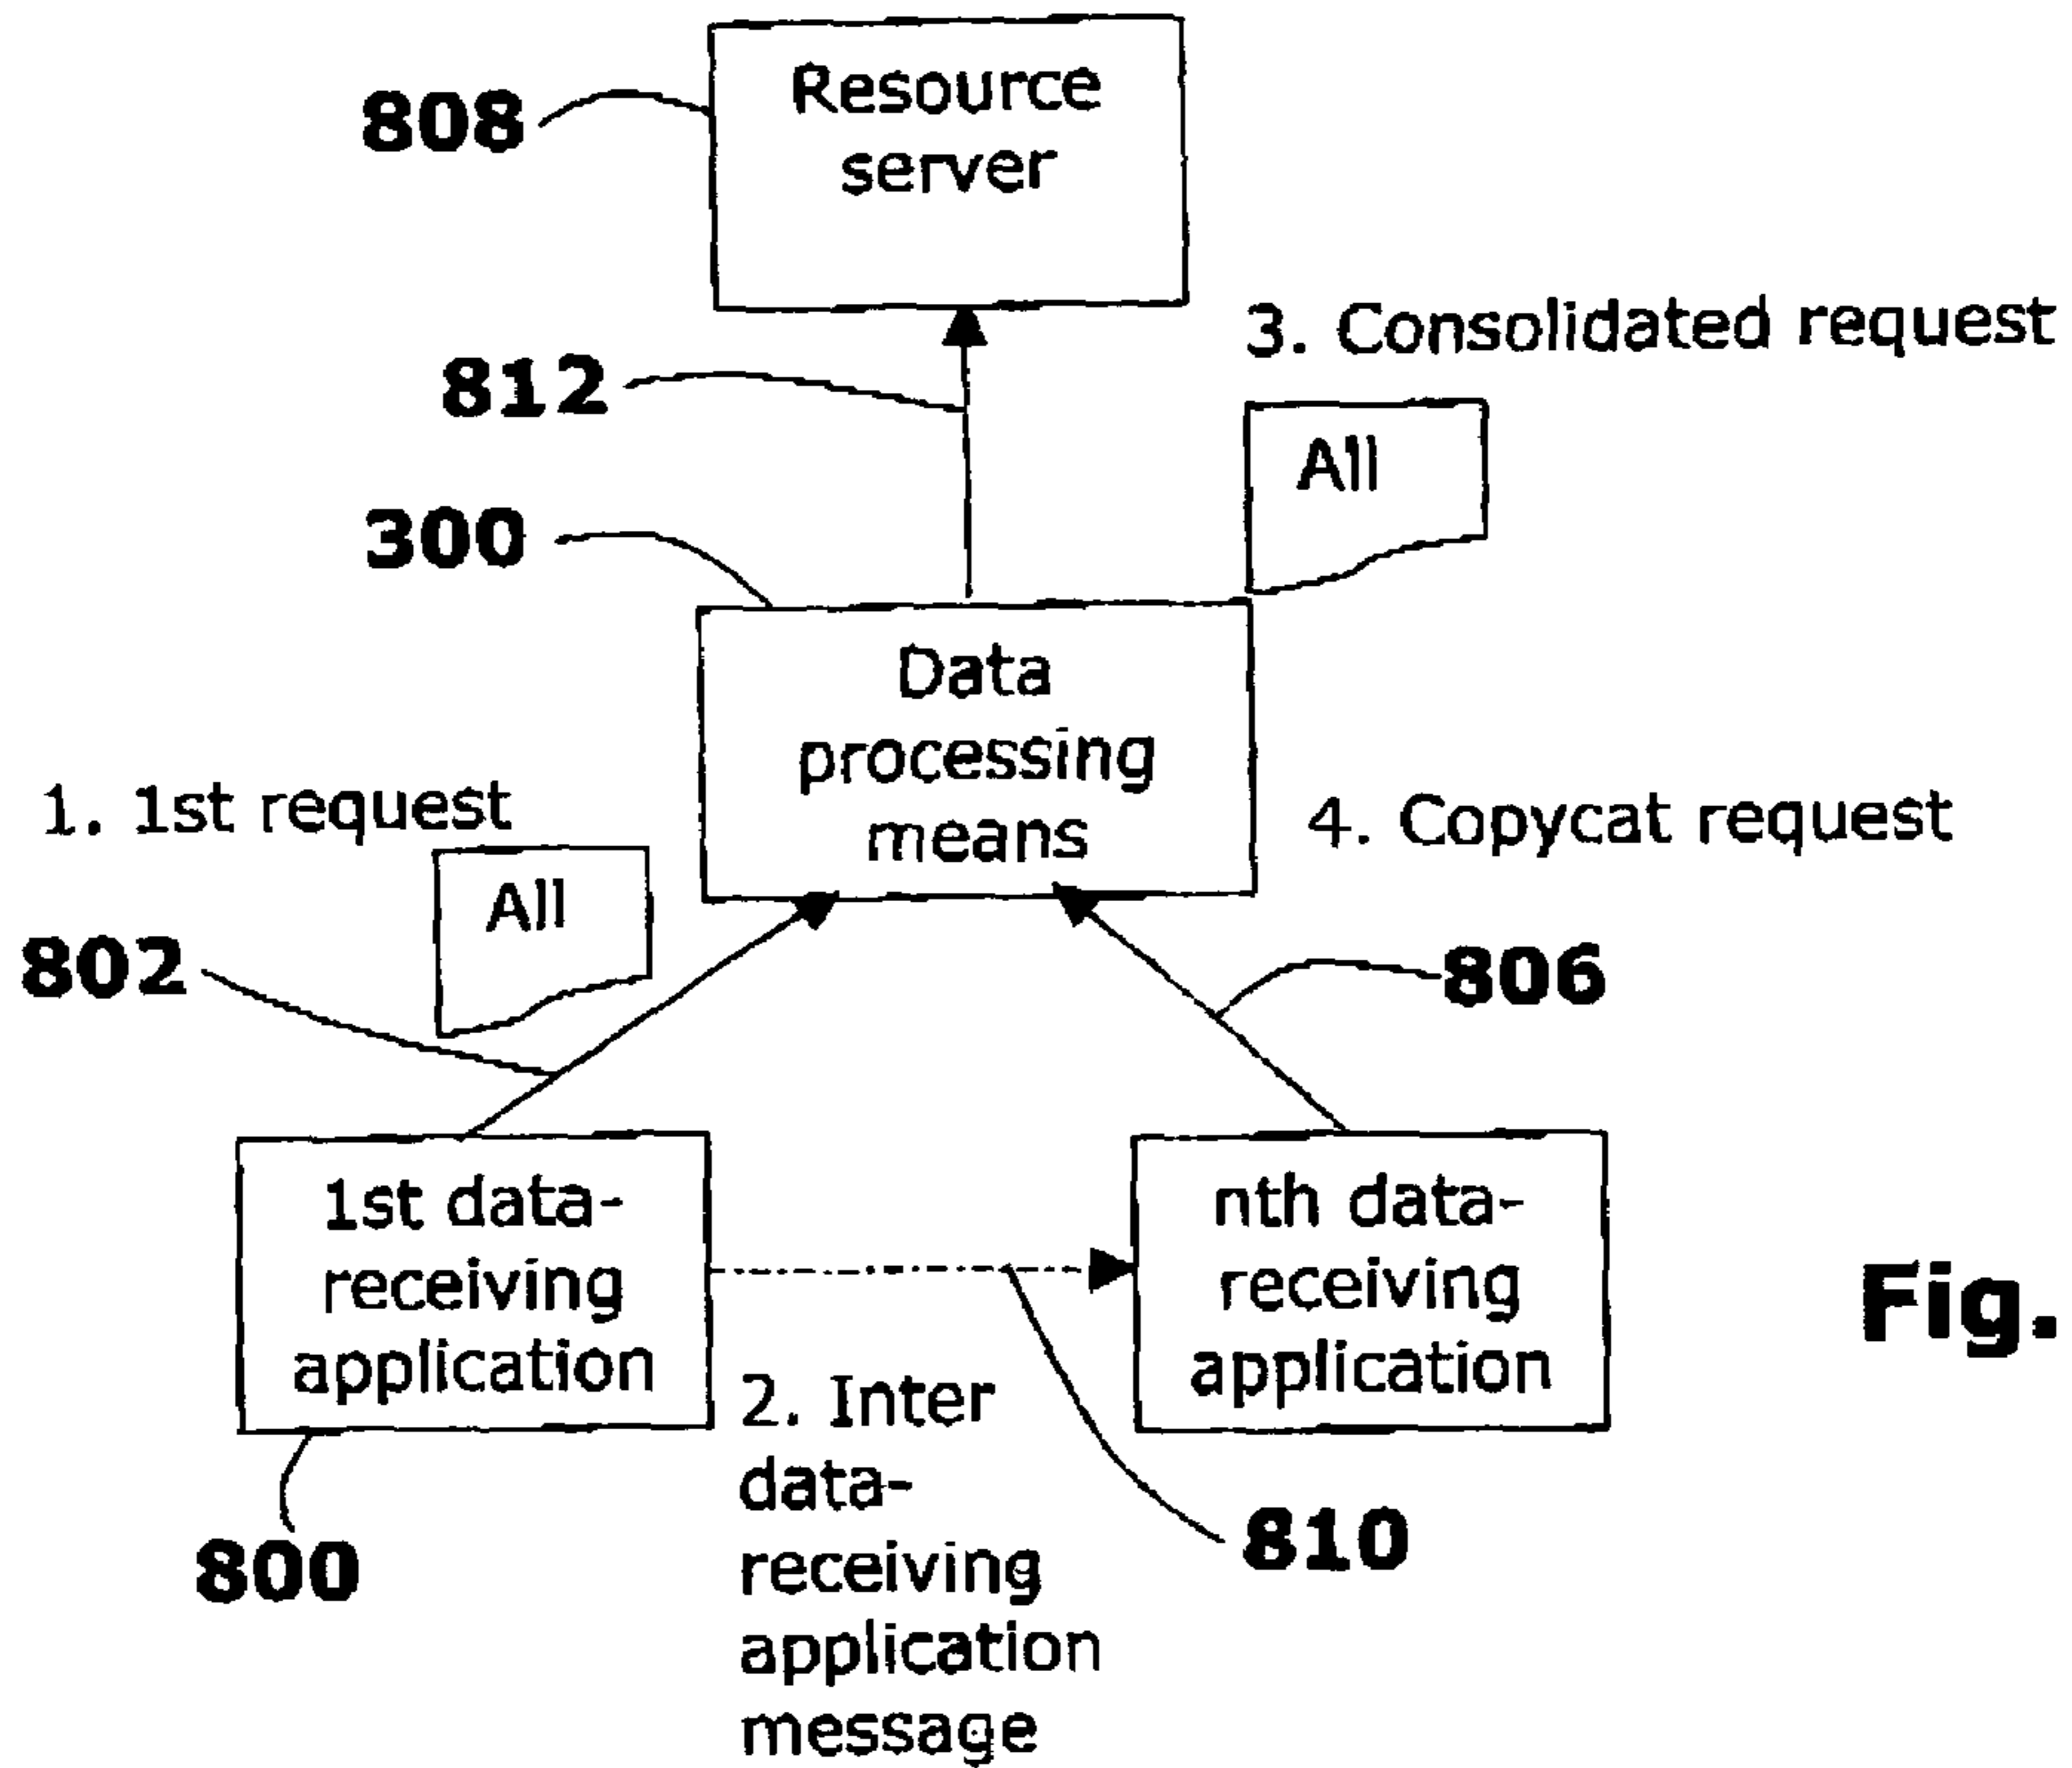 Resource
server
808
3. Consolidated request
812
All
300
Data
processing
means
1. 1st request
4. Copycat request
All
802
806
1st data-
receiving
application
nth data-
receiving
application
Fig.
2. Inter
data-
receiving
application
message
800
810